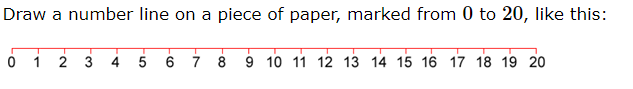 Draw a number line on a piece of paper, marked from 0 to 20, like this:
0 1 2 3 4 5 6 7 8 9 10 11 12 13 14 15 16 17 18 19 20